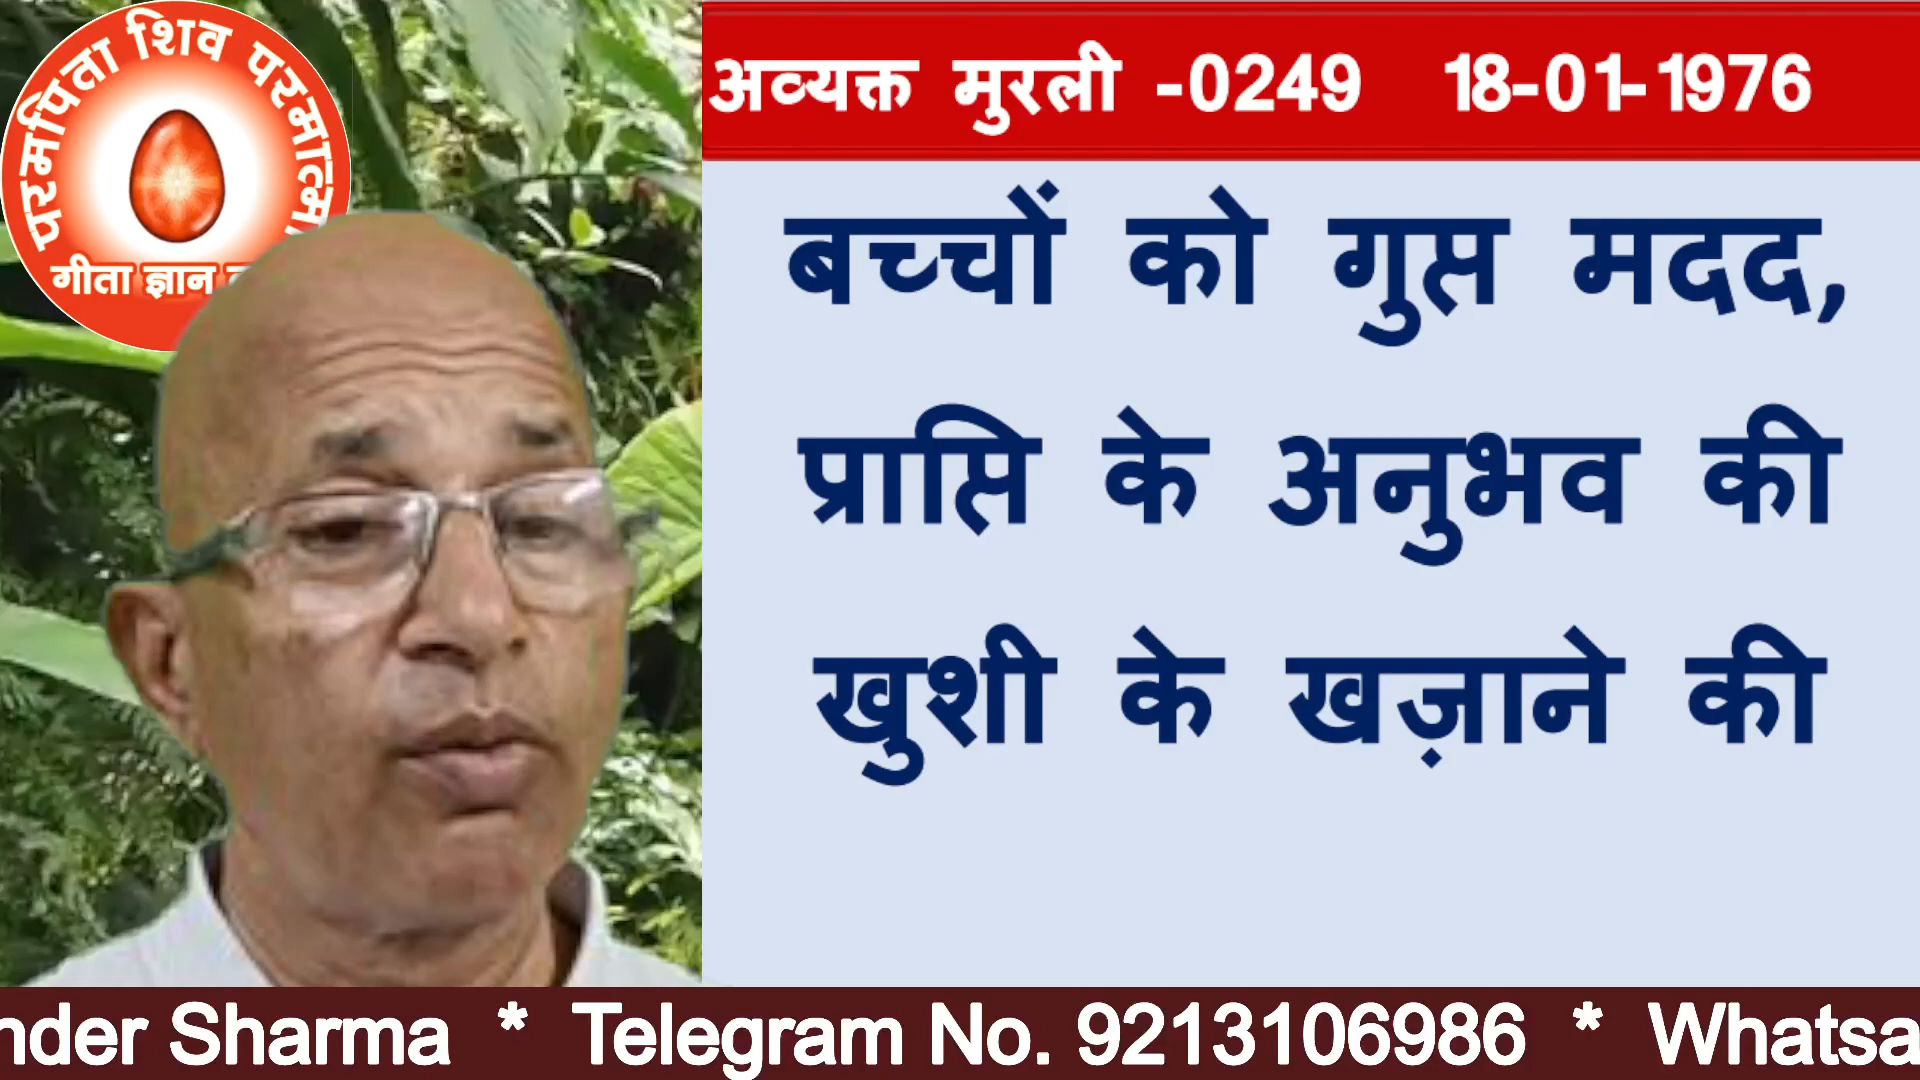 परमपिता शिव परमात्मा
गीता ज्ञान
अव्यक्त मुरली -0249 18-01-1976
बच्चों को गुप्त मदद,
प्राप्ति के अनुभव की
खुशी के खज़ाने की
nder Sharma * Telegram No. 9213106986 * Whatsa